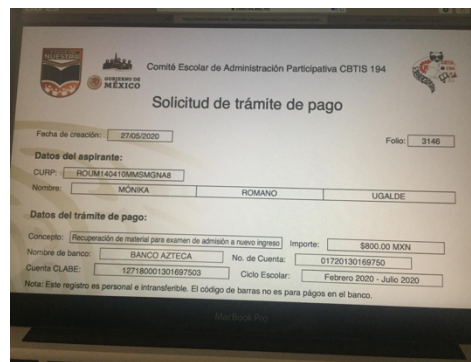 NUESTRA
GOBIERNO DE
MÉXICO
Comité Escolar de Administración Participativa CBTIS 194
Solicitud de trámite de pago
Fecha de creación: 27/05/2020 Folio: 3146
Datos del aspirante:
CURP: ROUM140410MMSMGNA8
Nombre: MÓNIKA ROMANO UGALDE
Datos del trámite de pago:
Concepto: Recuperación de material para examen de admisión a nuevo ingreso Importe: $800.00 MXN
Nombre de banco: BANCO AZTECA No. de Cuenta: 01720130169750
Cuenta CLABE: 127180001301697503 Ciclo Escolar: Febrero 2020 - Julio 2020
Nota: Este registro es personal e intransferible. El código de barras no es para págos en el banco.
MacBook Pro